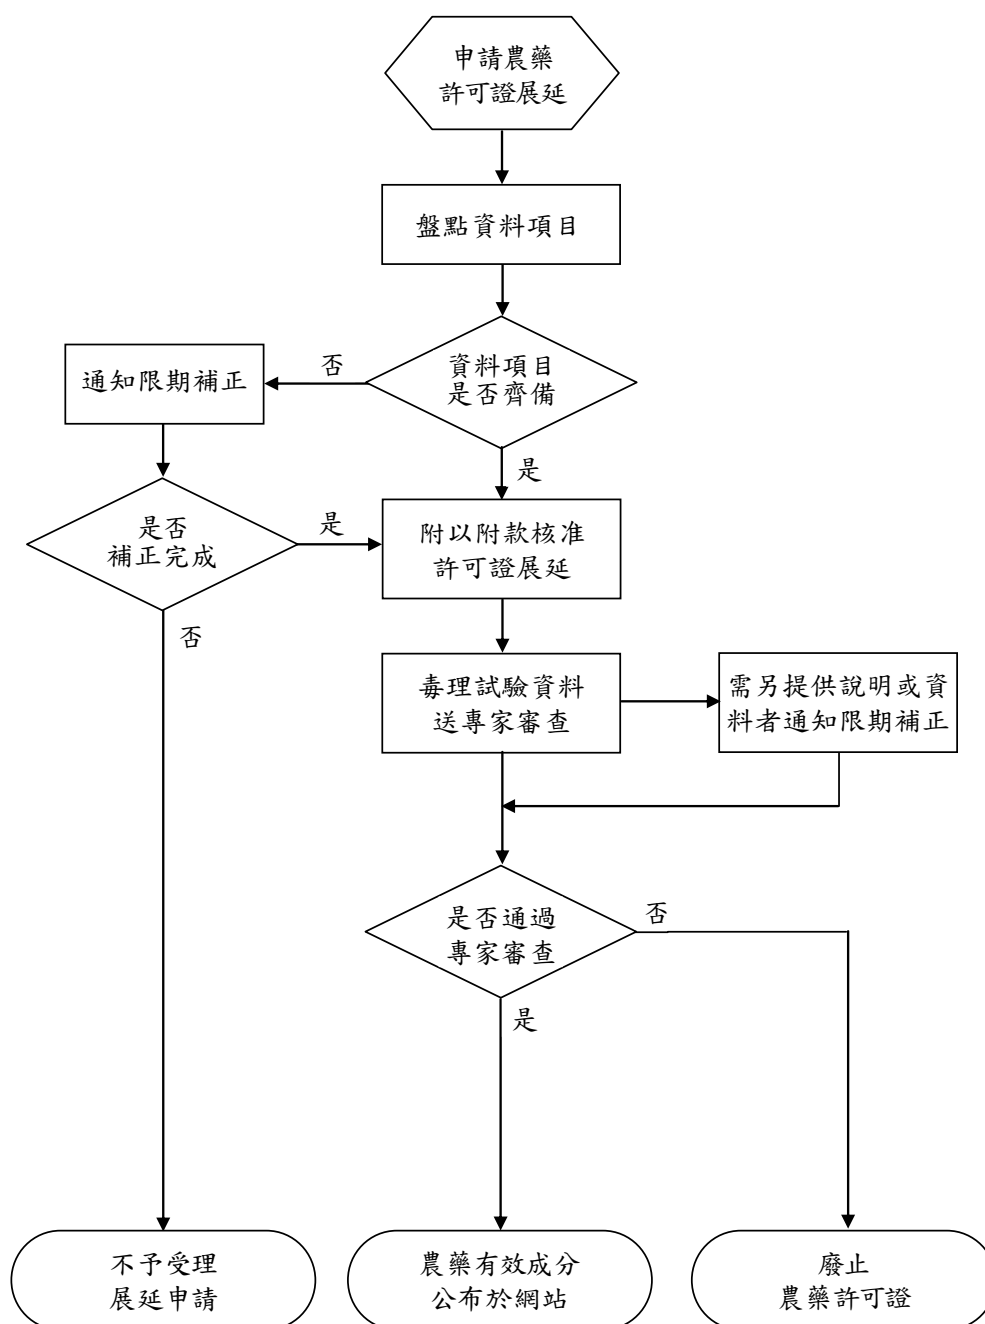 申請農藥
許可證展延
盤點資料項目
資料項目
是否齊備
否
通知限期補正
是
是否
補正完成
是
附以附款核准
許可證展延
否
毒理試驗資料
送專家審查
需另提供說明或資
料者通知限期補正
是否通過
專家審查
否
是
不予受理
展延申請
農藥有效成分
公布於網站
廢止
農藥許可證